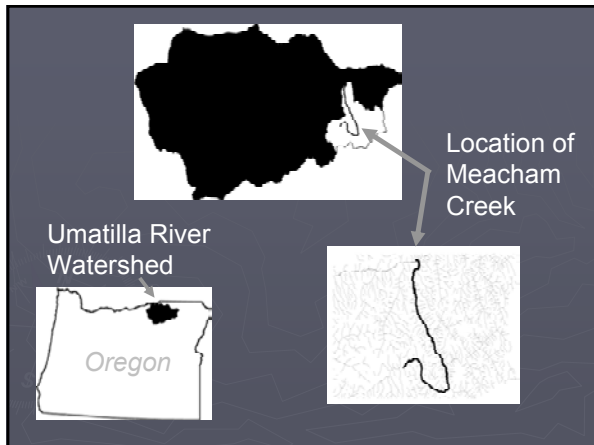 Location of
Meacham
Creek
Umatilla River
Watershed
Oregon